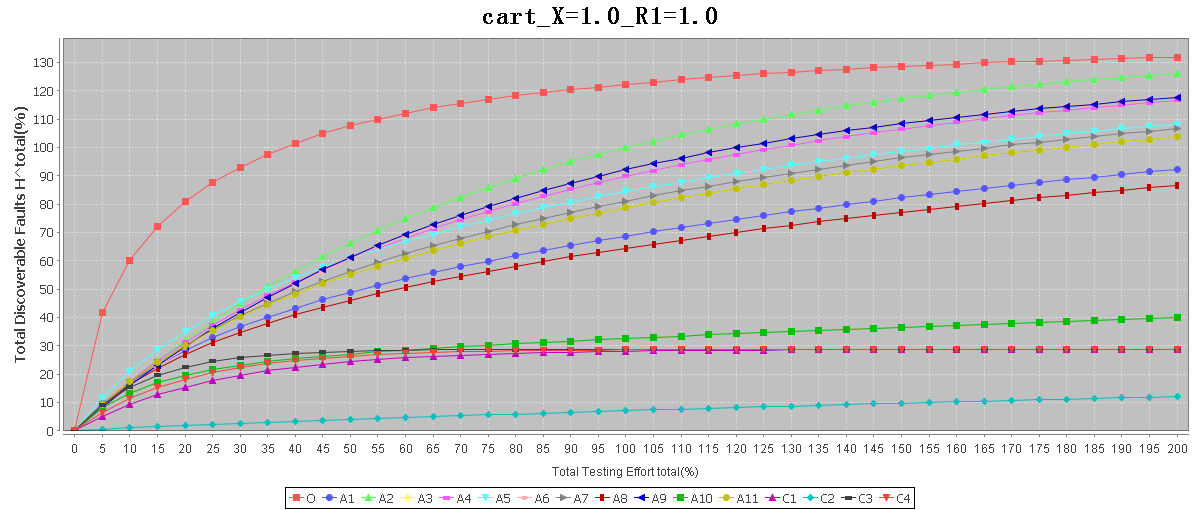 cart_X=1.0_R1=1.0
Total Discoverable Faults H^total(%)
130
120
110
100
90
80
70
60
50
40
30
20
10
0
0 5 10 15 20 25 30 35 40 45 50 55 60 65 70 75 80 85 90 95 100 105 110 115 120 125 130 135 140 145 150 155 160 165 170 175 180 185 190 195 200
Total Testing Effort total(%)
O A1 A2 A3 A4 A5 A6 A7 A8 A9 A10 A11 C1 C2 C3 C4